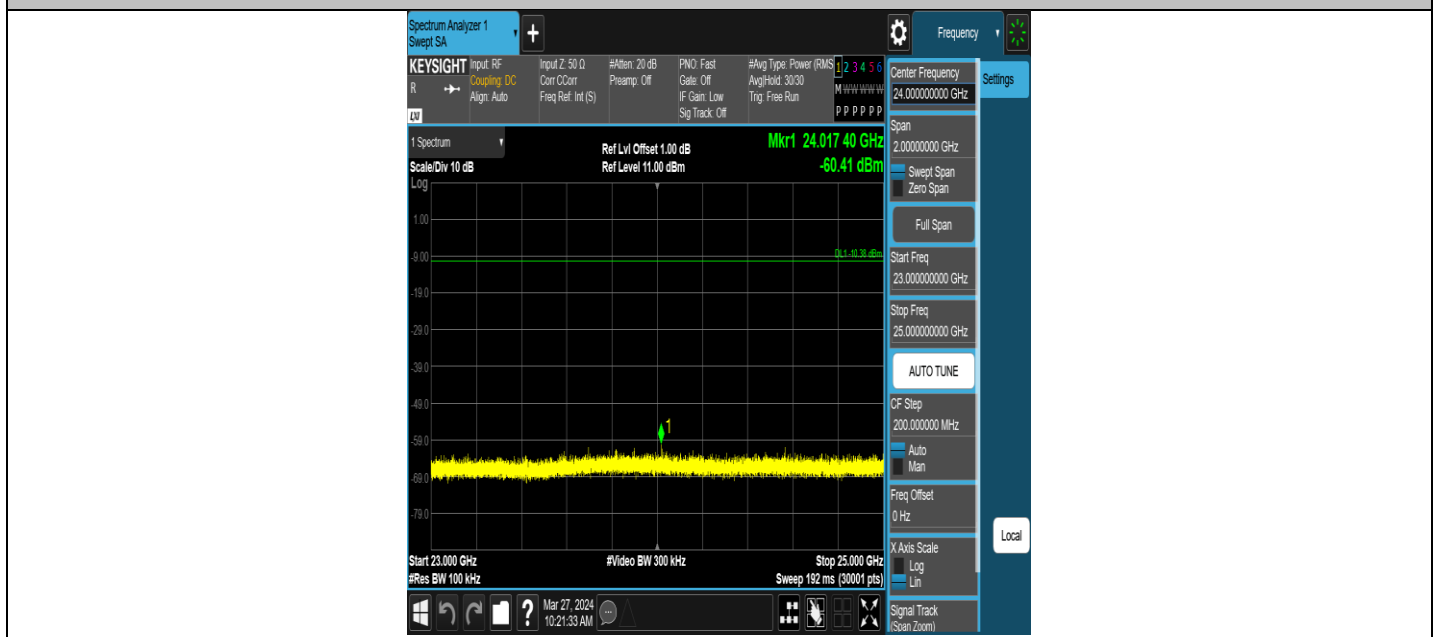 Spectrum Analyzer 1
Swept SA
+
Frequency
KEYSIGHT
R
LXI
Input: RF
Coupling: DC
Align: Auto
Input Z: 50 Ω
Corr CCorr
Freq Ref: Int (S)
#Atten: 20 dB
Preamp: Off
PNO: Fast
Gate: Off
IF Gain: Low
Sig Track: Off
#Avg Type: Power (RMS
Avg|Hold: 30/30
Trig: Free Run
1 2 3 4 5 6
M W W W W W
P P P P P P
1 Spectrum
Scale/Div 10 dB
Log
Ref Lvl Offset 1.00 dB
Ref Level 11.00 dBm
Mkr1 24.017 40 GHz
-60.41 dBm
1.00
-9.00
DL1 -10.38 dBm
-19.0
-29.0
-39.0
-49.0
1
-59.0
-69.0
-79.0
Start 23.000 GHz
#Res BW 100 kHz
#Video BW 300 kHz
Stop 25.000 GHz
Sweep 192 ms (30001 pts)
?
Mar 27, 2024
10:21:33 AM
Center Frequency
24.000000000 GHz
Span
2.00000000 GHz
Swept Span
Zero Span
Full Span
Start Freq
23.000000000 GHz
Stop Freq
25.000000000 GHz
AUTO TUNE
CF Step
200.000000 MHz
Auto
Man
Freq Offset
0 Hz
X Axis Scale
Log
Lin
Signal Track
(Span Zoom)
Settings
Local